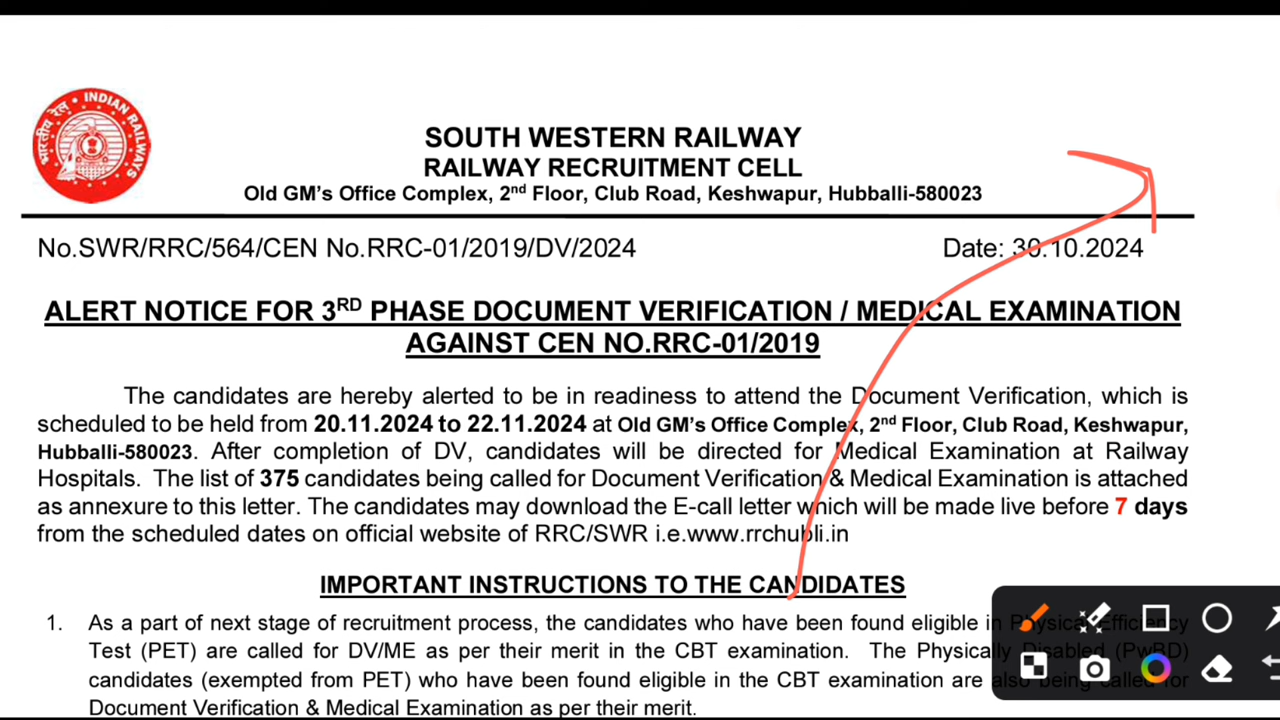 भारतीय रेल • INDIAN RAILWAYS
SOUTH WESTERN RAILWAY
RAILWAY RECRUITMENT CELL
Old GM’s Office Complex, 2nd Floor, Club Road, Keshwapur, Hubballi-580023
No.SWR/RRC/564/CEN No.RRC-01/2019/DV/2024 Date: 30.10.2024
ALERT NOTICE FOR 3RD PHASE DOCUMENT VERIFICATION / MEDICAL EXAMINATION
AGAINST CEN NO.RRC-01/2019
The candidates are hereby alerted to be in readiness to attend the Document Verification, which is
scheduled to be held from 20.11.2024 to 22.11.2024 at Old GM’s Office Complex, 2nd Floor, Club Road, Keshwapur,
Hubballi-580023. After completion of DV, candidates will be directed for Medical Examination at Railway
Hospitals. The list of 375 candidates being called for Document Verification & Medical Examination is attached
as annexure to this letter. The candidates may download the E-call letter which will be made live before 7 days
from the scheduled dates on official website of RRC/SWR i.e.www.rrchubli.in
IMPORTANT INSTRUCTIONS TO THE CANDIDATES
1. As a part of next stage of recruitment process, the candidates who have been found eligible in Physical Efficiency
Test (PET) are called for DV/ME as per their merit in the CBT examination. The Physically Disabled (PwBD)
candidates (exempted from PET) who have been found eligible in the CBT examination are also being called for
Document Verification & Medical Examination as per their merit.